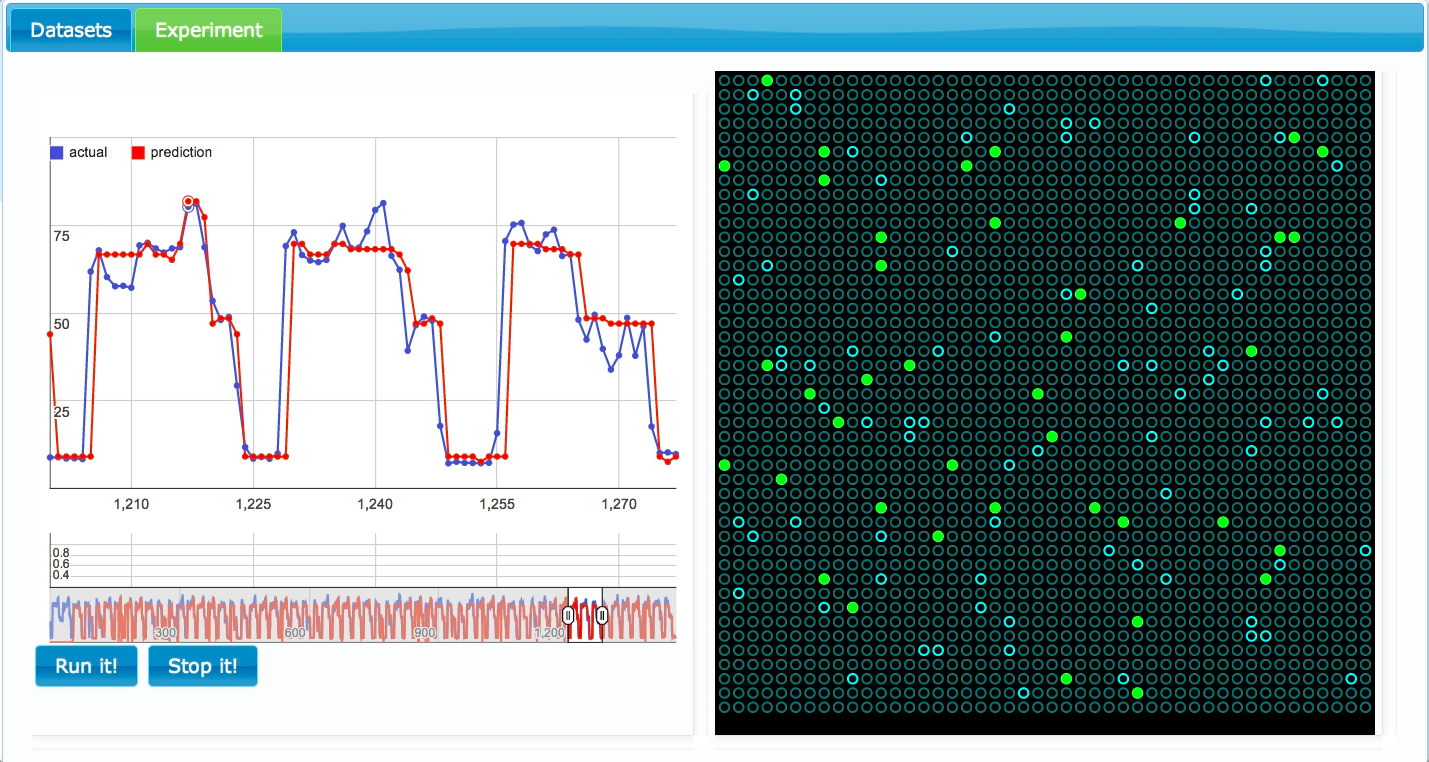 Datasets Experiment
actual prediction
75
50
25
1,210 1,225 1,240 1,255 1,270
0.8
0.6
0.4
300 600 900 1,200
Run it! Stop it!